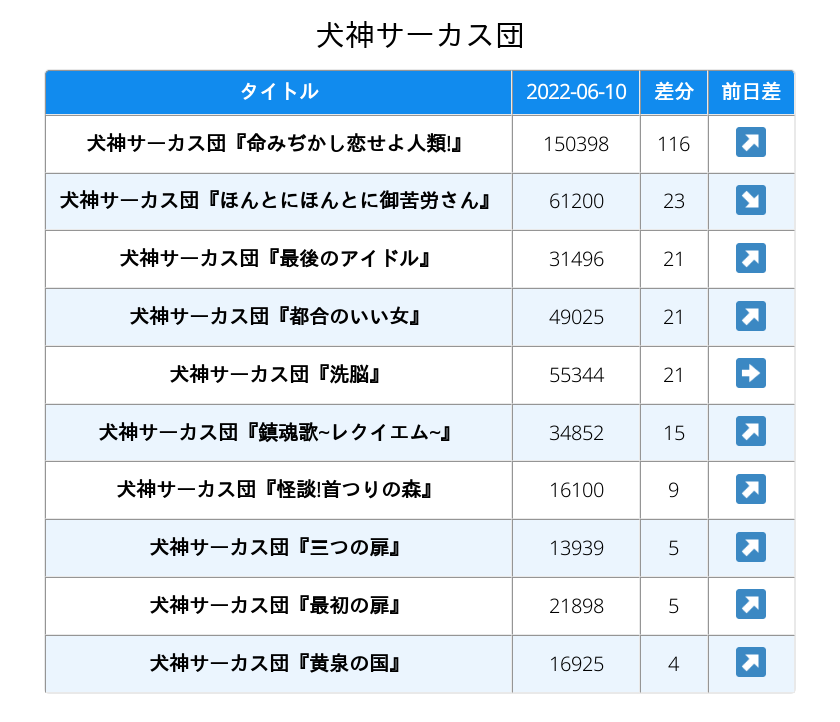 犬神サーカス団
タイトル 2022-06-10 差分 前日差
犬神サーカス団『命みぢかし恋せよ人類!』 150398 116 ↗
犬神サーカス団『ほんとにほんとに御苦労さん』 61200 23 ↘
犬神サーカス団『最後のアイドル』 31496 21 ↗
犬神サーカス団『都合のいい女』 49025 21 ↗
犬神サーカス団『洗脳』 55344 21 ➡
犬神サーカス団『鎮魂歌~レクイエム~』 34852 15 ↗
犬神サーカス団『怪談!首つりの森』 16100 9 ↗
犬神サーカス団『三つの扉』 13939 5 ↗
犬神サーカス団『最初の扉』 21898 5 ↗
犬神サーカス団『黄泉の国』 16925 4 ↗